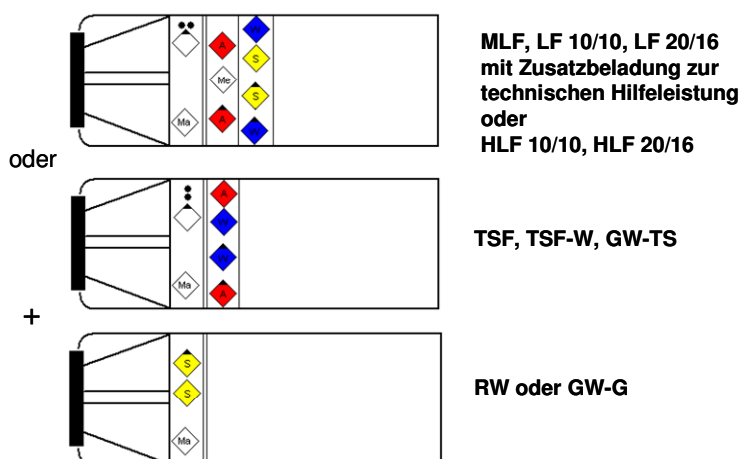 W
A
MLF, LF 10/10, LF 20/16
S
mit Zusatzbeladung zur
Me
technischen Hilfeleistung
S
oder
Ma
A
W
HLF 10/10, HLF 20/16
oder
A
W
TSF, TSF-W, GW-TS
W
Ma
A
+
S
S
RW oder GW-G
Ma